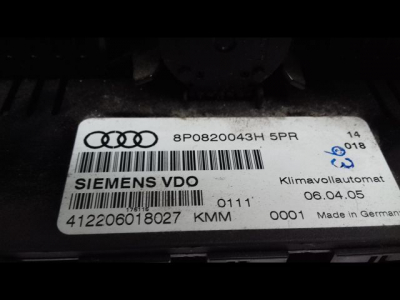 8P0820043H 5PR 14
018
SIEMENS VDO Klimavollautomat
0111 06.04.05
412206018027 KMM 0001 Made in Germany